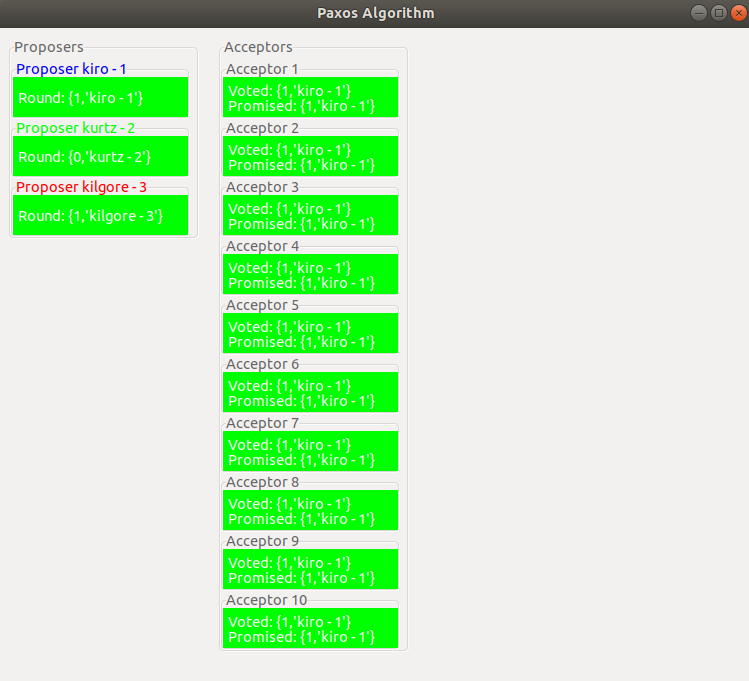 Paxos Algorithm
Proposers
Proposer kiro - 1
Round: {1,'kiro - 1'}
Proposer kurtz - 2
Round: {0,'kurtz - 2'}
Proposer kilgore - 3
Round: {1,'kilgore - 3'}
Acceptors
Acceptor 1
Voted: {1,'kiro - 1'}
Promised: {1,'kiro - 1'}
Acceptor 2
Voted: {1,'kiro - 1'}
Promised: {1,'kiro - 1'}
Acceptor 3
Voted: {1,'kiro - 1'}
Promised: {1,'kiro - 1'}
Acceptor 4
Voted: {1,'kiro - 1'}
Promised: {1,'kiro - 1'}
Acceptor 5
Voted: {1,'kiro - 1'}
Promised: {1,'kiro - 1'}
Acceptor 6
Voted: {1,'kiro - 1'}
Promised: {1,'kiro - 1'}
Acceptor 7
Voted: {1,'kiro - 1'}
Promised: {1,'kiro - 1'}
Acceptor 8
Voted: {1,'kiro - 1'}
Promised: {1,'kiro - 1'}
Acceptor 9
Voted: {1,'kiro - 1'}
Promised: {1,'kiro - 1'}
Acceptor 10
Voted: {1,'kiro - 1'}
Promised: {1,'kiro - 1'}